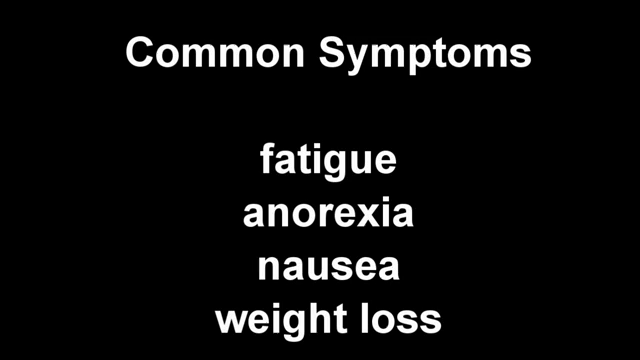 Common Symptoms
fatigue
anorexia
nausea
weight loss